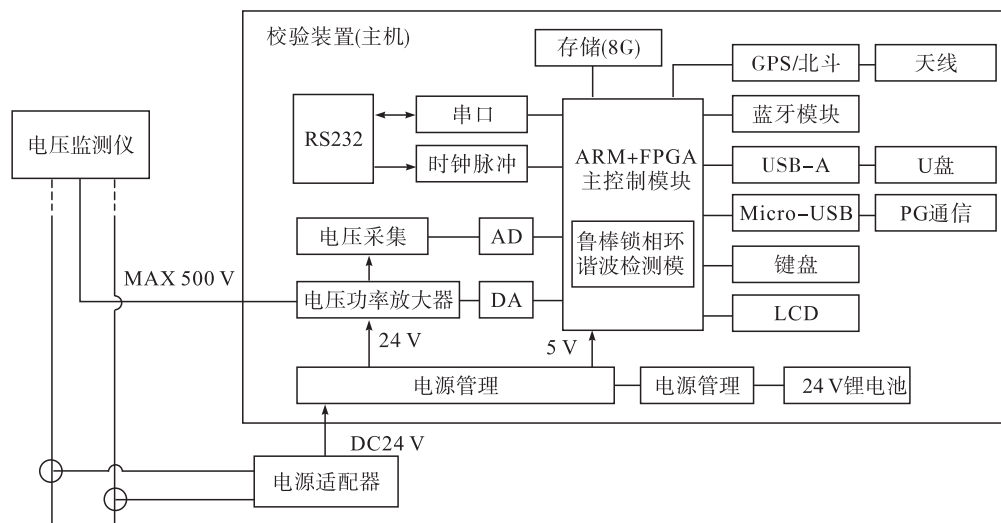 校验装置(主机)
存储(8G)
GPS/北斗
天线
RS232
串口
蓝牙模块
电压监测仪
ARM+FPGA
主控制模块
时钟脉冲
USB-A
U盘
Micro-USB
PG通信
电压采集
AD
鲁棒锁相环
谐波检测模
键盘
MAX 500 V
电压功率放大器
DA
LCD
24 V
5 V
电源管理
电源管理
24 V锂电池
DC24 V
电源适配器